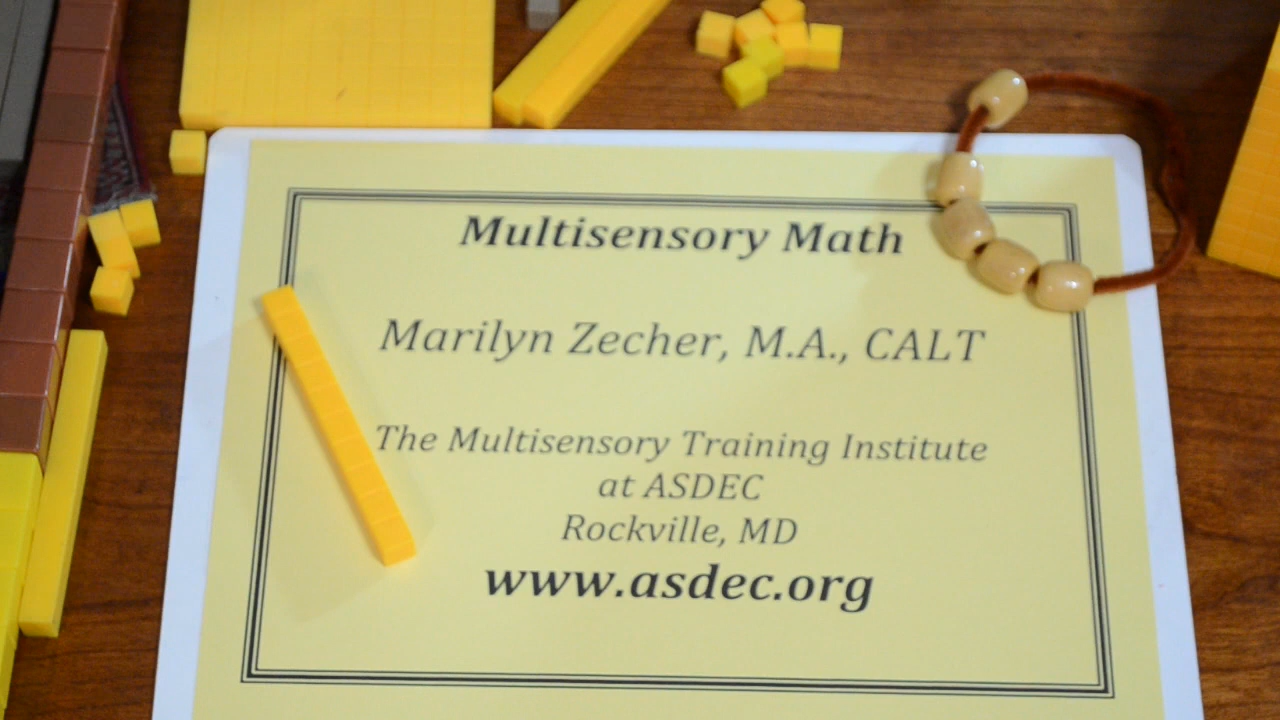 Multisensory Math
Marilyn Zecher, M.A., CALT
The Multisensory Training Institute
at ASDEC
Rockville, MD
www.asdec.org